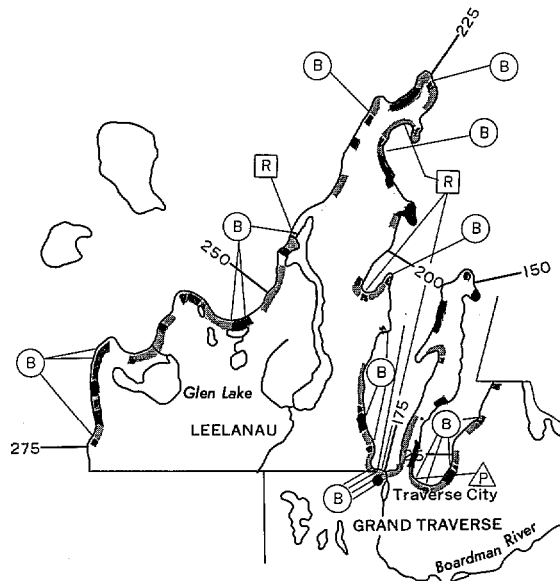 225
B
B
B
R
R
B
B
250
200
150
B
Glen Lake
B
LEELANAU
175
B
275
P
B
Traverse City
GRAND TRAVERSE
Boardman River